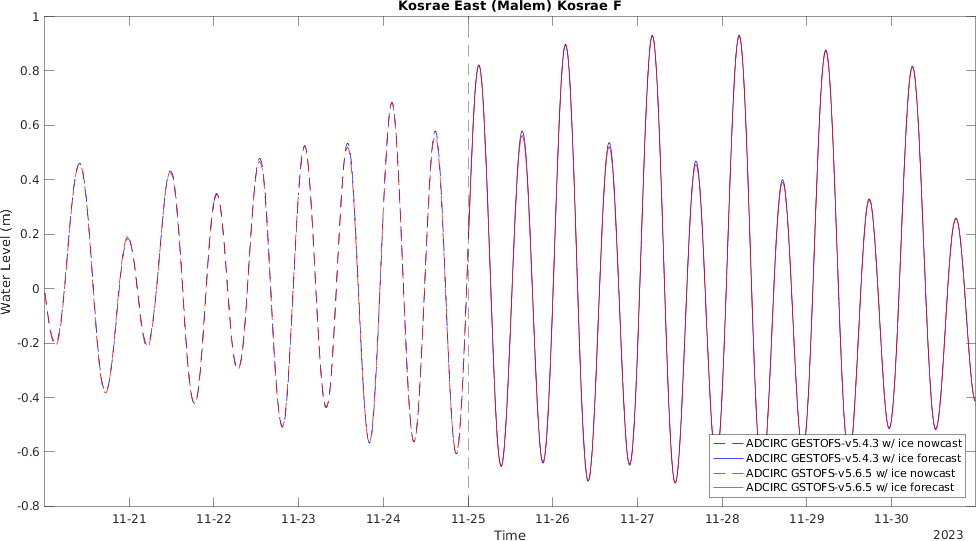 Kosrae East (Malem) Kosrae F
1
0.8
0.6
0.4
0.2
0
-0.2
-0.4
-0.6
-0.8
Water Level (m)
11-21 11-22 11-23 11-24 11-25 11-26 11-27 11-28 11-29 11-30
Time
2023
ADCIRC GESTOFS-v5.4.3 w/ ice nowcast
ADCIRC GESTOFS-v5.4.3 w/ ice forecast
ADCIRC GSTOFS-v5.6.5 w/ ice nowcast
ADCIRC GSTOFS-v5.6.5 w/ ice forecast